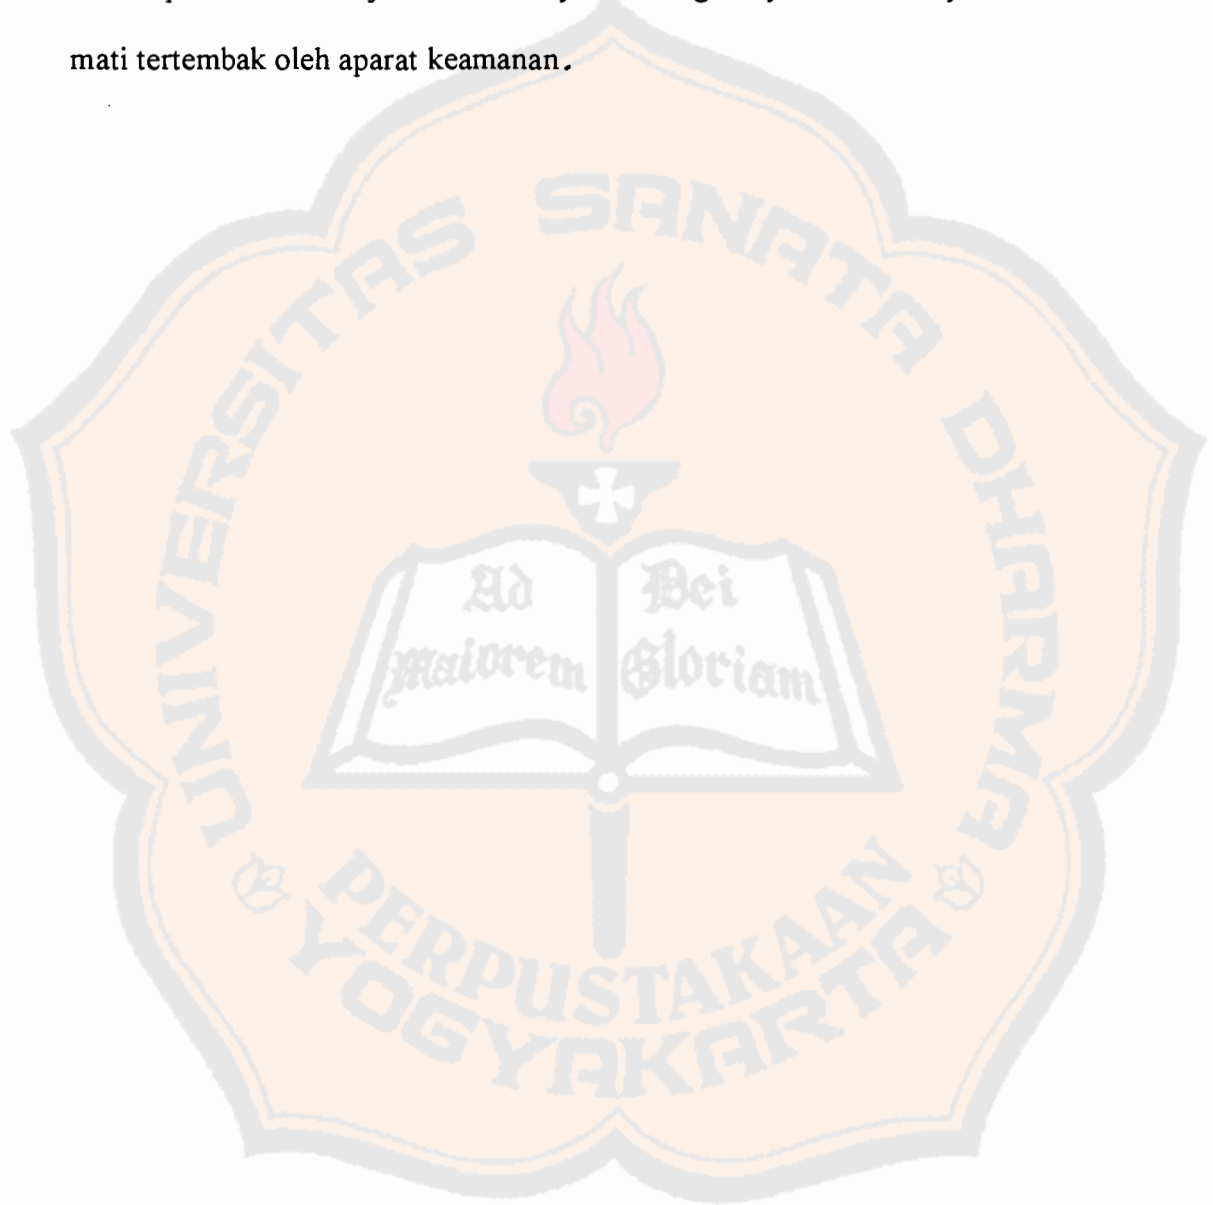 mati tertembak oleh aparat keamanan.
UNIVERSITAS SANATA DHARMA
Ad
maiorem
Dei
Gloriam
PERPUSTAKAAN
YOGYAKARTA